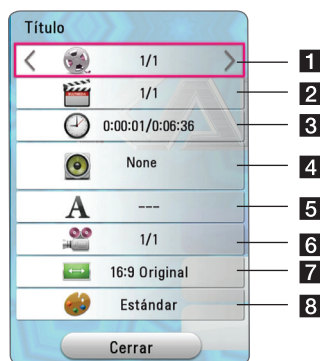 Título
1/1
1
1/1
2
0:00:01/0:06:36
3
None
4
A
---
5
1/1
6
16:9 Original
7
Estándar
8
Cerrar